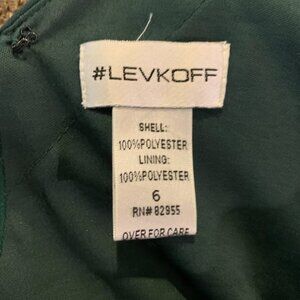 #LEVKOFF
SHELL:
100%POLYESTER
LINING:
100%POLYESTER
6
RN# 82955
OVER FOR CARE